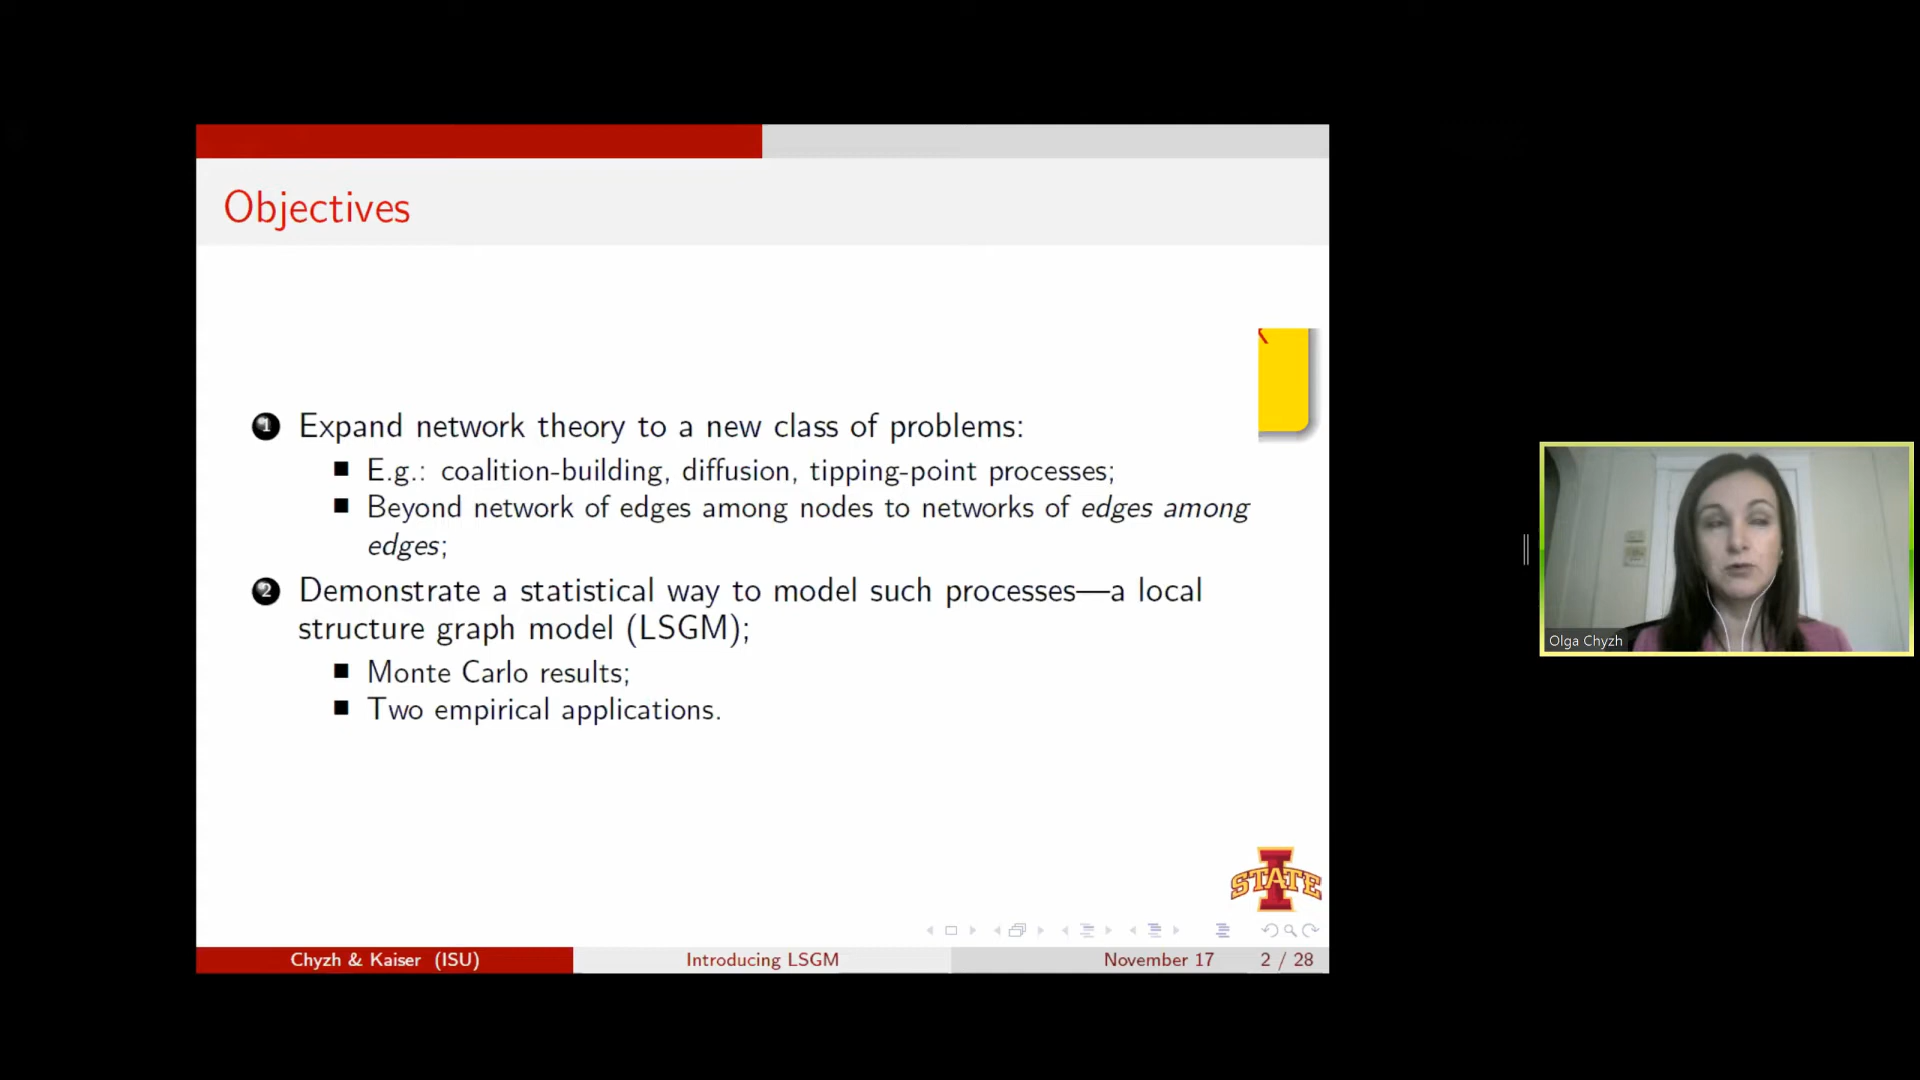 Objectives
1 Expand network theory to a new class of problems:
E.g.: coalition-building, diffusion, tipping-point processes;
Beyond network of edges among nodes to networks of edges among
edges;
2 Demonstrate a statistical way to model such processes—a local
structure graph model (LSGM);
Monte Carlo results;
Two empirical applications.
STATE
Chyzh & Kaiser (ISU) Introducing LSGM November 17 2 / 28
Olga Chyzh